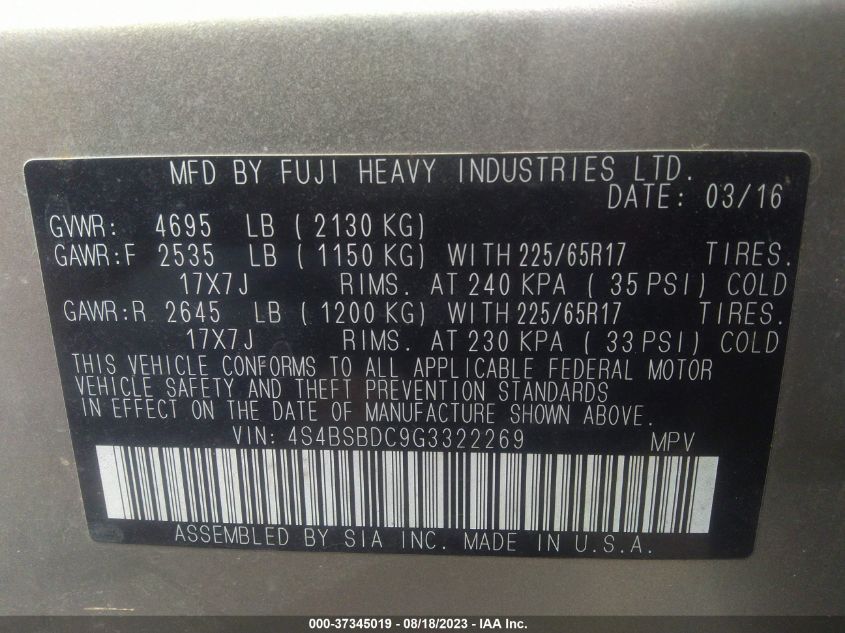 MFD BY FUJI HEAVY INDUSTRIES LTD.
DATE: 03/16
GVWR: 4695 LB ( 2130 KG)
GAWR:F 2535 LB ( 1150 KG) WITH 225/65R17 TIRES.
17X7J RIMS. AT 240 KPA ( 35 PSI) COLD
GAWR:R 2645 LB ( 1200 KG) WITH 225/65R17 TIRES.
17X7J RIMS. AT 230 KPA ( 33 PSI) COLD
THIS VEHICLE CONFORMS TO ALL APPLICABLE FEDERAL MOTOR
VEHICLE SAFETY AND THEFT PREVENTION STANDARDS
IN EFFECT ON THE DATE OF MANUFACTURE SHOWN ABOVE.
VIN: 4S4BSBDC9G3322269 MPV
ASSEMBLED BY SIA INC. MADE IN U.S.A.
000-37345019 - 08/18/2023 - IAA Inc.